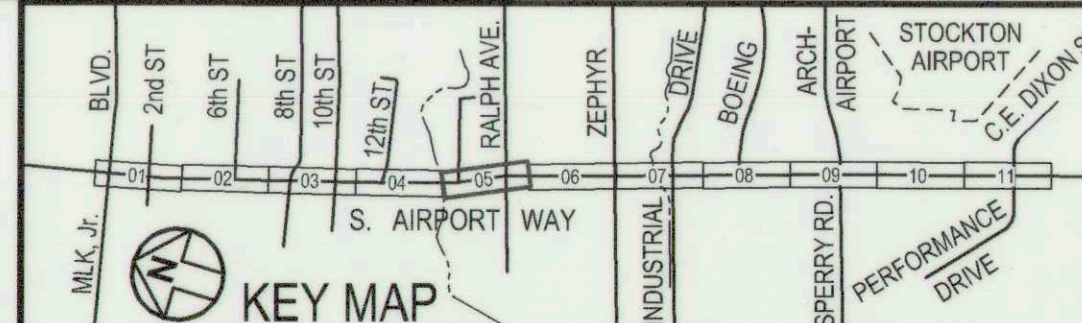 BLVD.
2nd ST
6th ST
8th ST
10th ST
12th ST
RALPH AVE.
ZEPHYR
DRIVE
BOEING
ARCH-
AIRPORT
STOCKTON
AIRPORT
C.E. DIXON
01
02
03
04
05
06
07
08
09
10
11
S. AIRPORT WAY
MLK, Jr.
N
KEY MAP
INDUSTRIAL
SPERRY RD.
PERFORMANCE
DRIVE